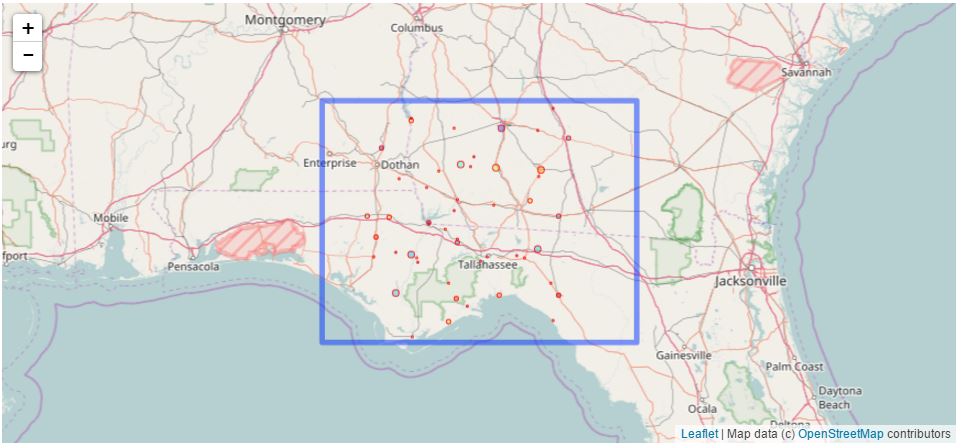 +
−
Montgomery
Columbus
Savannah
urg
Enterprise
Dothan
Mobile
fport
Pensacola
Tallahassee
Jacksonville
Gainesville
Palm Coast
Daytona
Beach
Ocala
Deltona
Leaflet | Map data (c) OpenStreetMap contributors